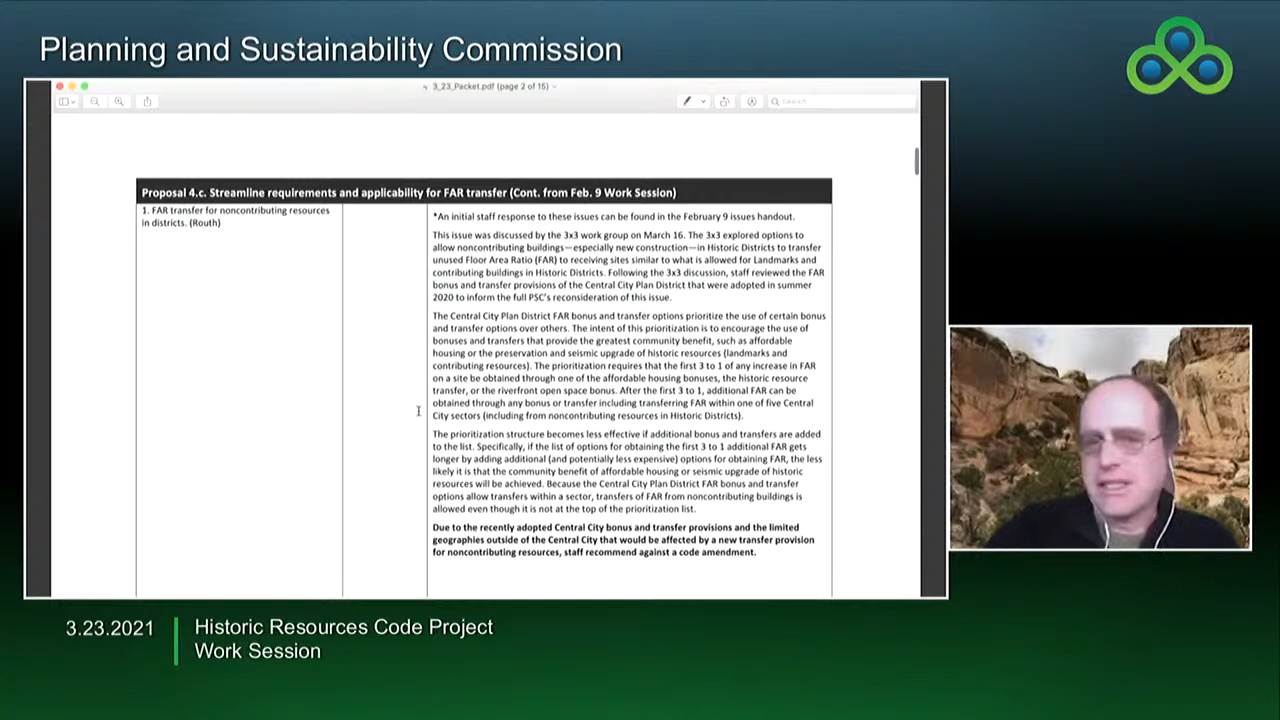 Planning and Sustainability Commission
3_23_Packet.pdf (page 2 of 15)
Search
Proposal 4.c. Streamline requirements and applicability for FAR transfer (Cont. from Feb. 9 Work Session)
1. FAR transfer for noncontributing resources
in districts. (Routh)
*An initial staff response to these issues can be found in the February 9 issues handout.
This issue was discussed by the 3x3 work group on March 16. The 3x3 explored options to
allow noncontributing buildings—especially new construction—in Historic Districts to transfer
unused Floor Area Ratio (FAR) to receiving sites similar to what is allowed for Landmarks and
contributing buildings in Historic Districts. Following the 3x3 discussion, staff reviewed the FAR
bonus and transfer provisions of the Central City Plan District that were adopted in summer
2020 to inform the full PSC's reconsideration of this issue.
The Central City Plan District FAR bonus and transfer options prioritize the use of certain bonus
and transfer options over others. The intent of this prioritization is to encourage the use of
bonuses and transfers that provide the greatest community benefit, such as affordable
housing or the preservation and seismic upgrade of historic resources (landmarks and
contributing resources). The prioritization requires that the first 3 to 1 of any increase in FAR
on a site be obtained through one of the affordable housing bonuses, the historic resource
transfer, or the riverfront open space bonus. After the first 3 to 1, additional FAR can be
obtained through any bonus or transfer including transferring FAR within one of five Central
City sectors (including from noncontributing resources in Historic Districts).
The prioritization structure becomes less effective if additional bonus and transfers are added
to the list. Specifically, if the list of options for obtaining the first 3 to 1 additional FAR gets
longer by adding additional (and potentially less expensive) options for obtaining FAR, the less
likely it is that the community benefit of affordable housing or seismic upgrade of historic
resources will be achieved. Because the Central City Plan District FAR bonus and transfer
options allow transfers within a sector, transfers of FAR from noncontributing buildings is
allowed even though it is not at the top of the prioritization list.
Due to the recently adopted Central City bonus and transfer provisions and the limited
geographies outside of the Central City that would be affected by a new transfer provision
for noncontributing resources, staff recommend against a code amendment.
3.23.2021
Historic Resources Code Project
Work Session